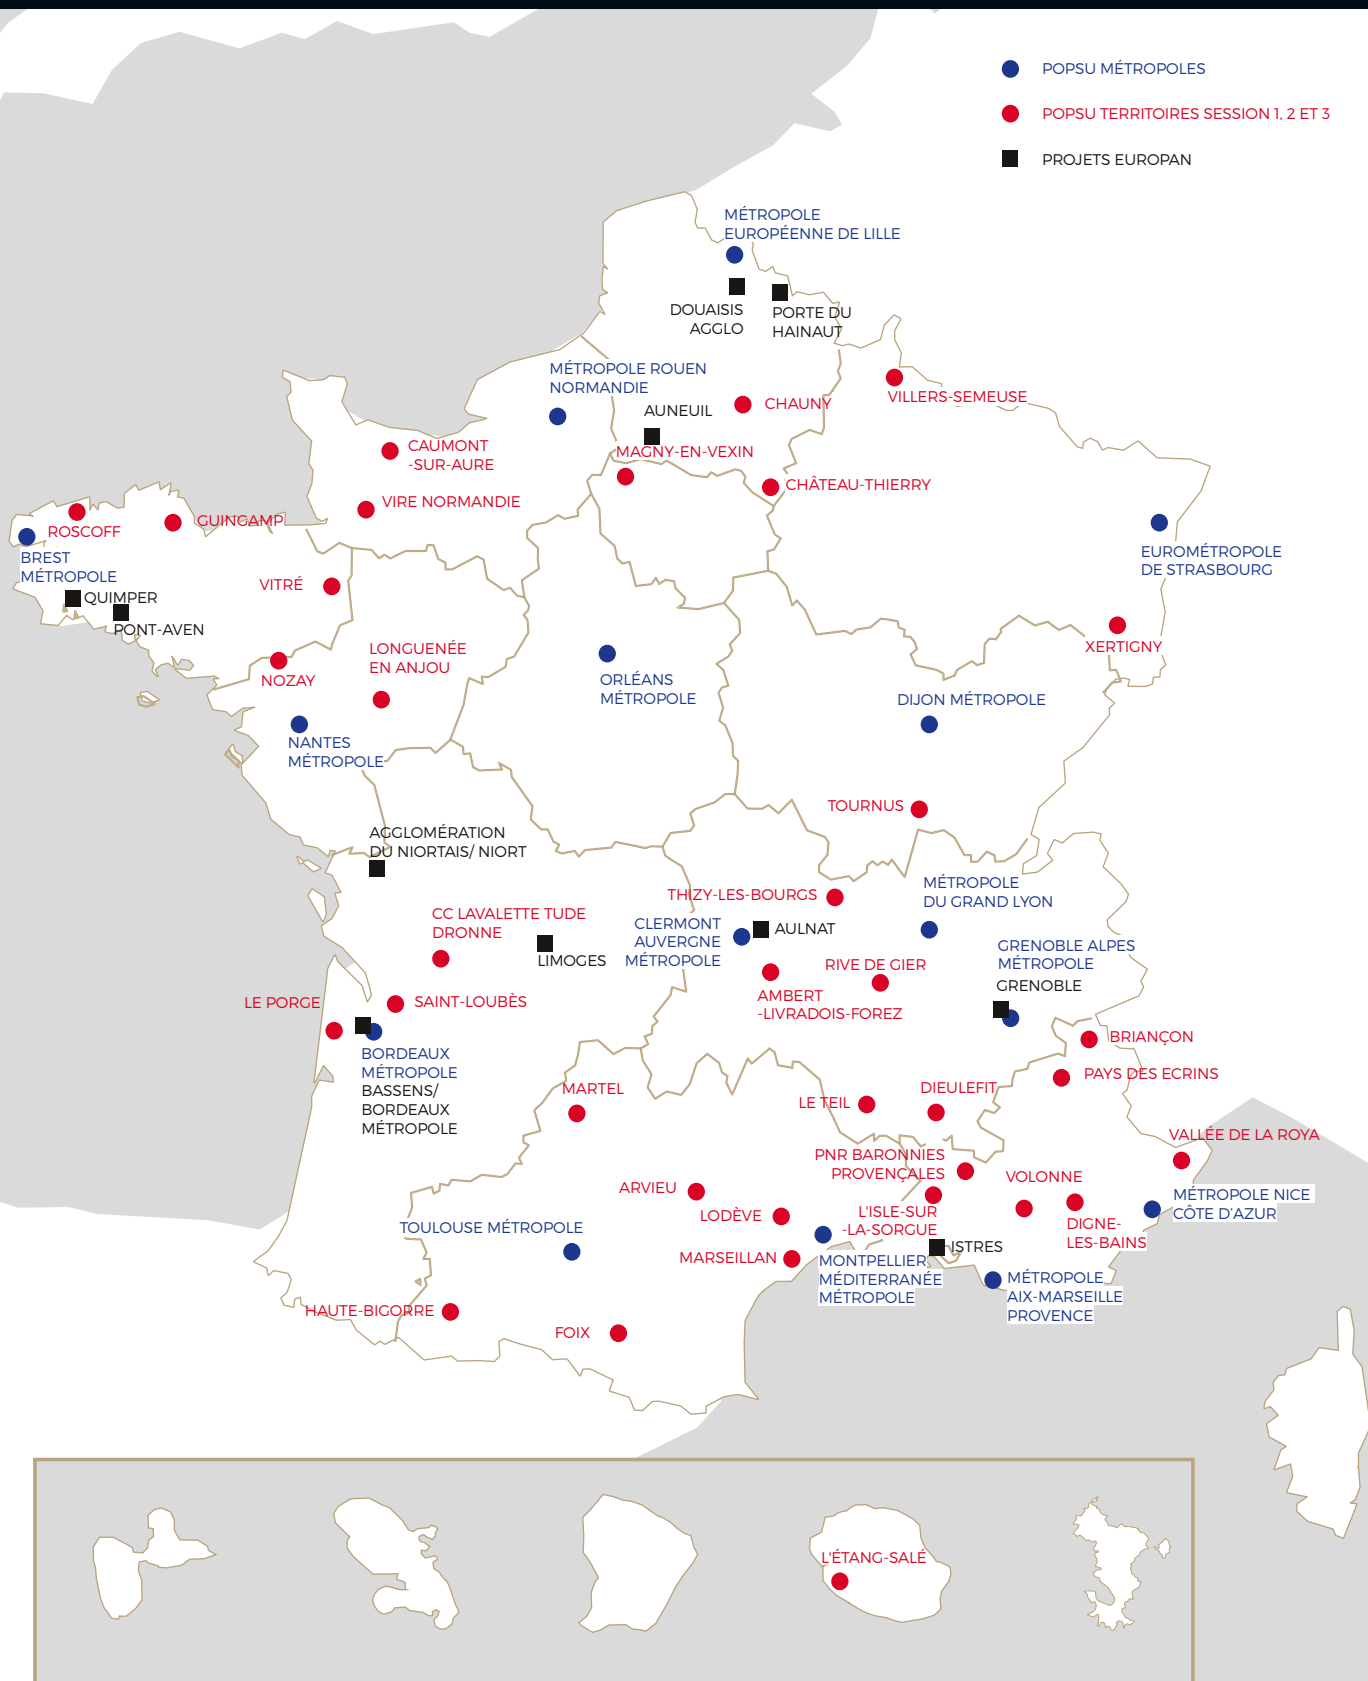 POPSU MÉTROPOLES
POPSU TERRITOIRES SESSION 1, 2 ET 3
PROJETS EUROPAN
MÉTROPOLE
EUROPÉENNE DE LILLE
DOUAISIS
AGGLO
PORTE DU
HAINAUT
MÉTROPOLE ROUEN
NORMANDIE
VILLERS-SEMEUSE
CHAUNY
AUNEUIL
MAGNY-EN-VEXIN
CAUMONT
-SUR-AURE
CHÂTEAU-THIERRY
VIRE NORMANDIE
GUINGAMP
ROSCOFF
BREST
MÉTROPOLE
EUROMÉTROPOLE
DE STRASBOURG
VITRÉ
QUIMPER
PONT-AVEN
XERTIGNY
LONGUENÉE
EN ANJOU
NOZAY
ORLÉANS
MÉTROPOLE
DIJON MÉTROPOLE
NANTES
MÉTROPOLE
TOURNUS
AGGLOMÉRATION
DU NIORTAIS/ NIORT
THIZY-LES-BOURGS
MÉTROPOLE
DU GRAND LYON
CC LAVALETTE TUDE
DRONNE
CLERMONT
AUVERGNE
MÉTROPOLE
AULNAT
LIMOGES
GRENOBLE ALPES
MÉTROPOLE
GRENOBLE
RIVE DE GIER
AMBERT
-LIVRADOIS-FOREZ
LE PORGE
SAINT-LOUBÈS
BORDEAUX
MÉTROPOLE
BASSENS/
BORDEAUX
MÉTROPOLE
BRIANÇON
PAYS DES ECRINS
MARTEL
DIEULEFIT
LE TEIL
VALLÉE DE LA ROYA
PNR BARONNIES
PROVENÇALES
VOLONNE
ARVIEU
LODÈVE
MÉTROPOLE NICE
CÔTE D'AZUR
L'ISLE-SUR
-LA-SORGUE
DIGNE-
LES-BAINS
TOULOUSE MÉTROPOLE
ISTRES
MARSEILLAN
MONTPELLIER
MÉDITERRANÉE
MÉTROPOLE
MÉTROPOLE
AIX-MARSEILLE
PROVENCE
HAUTE-BIGORRE
FOIX
L'ÉTANG-SALÉ